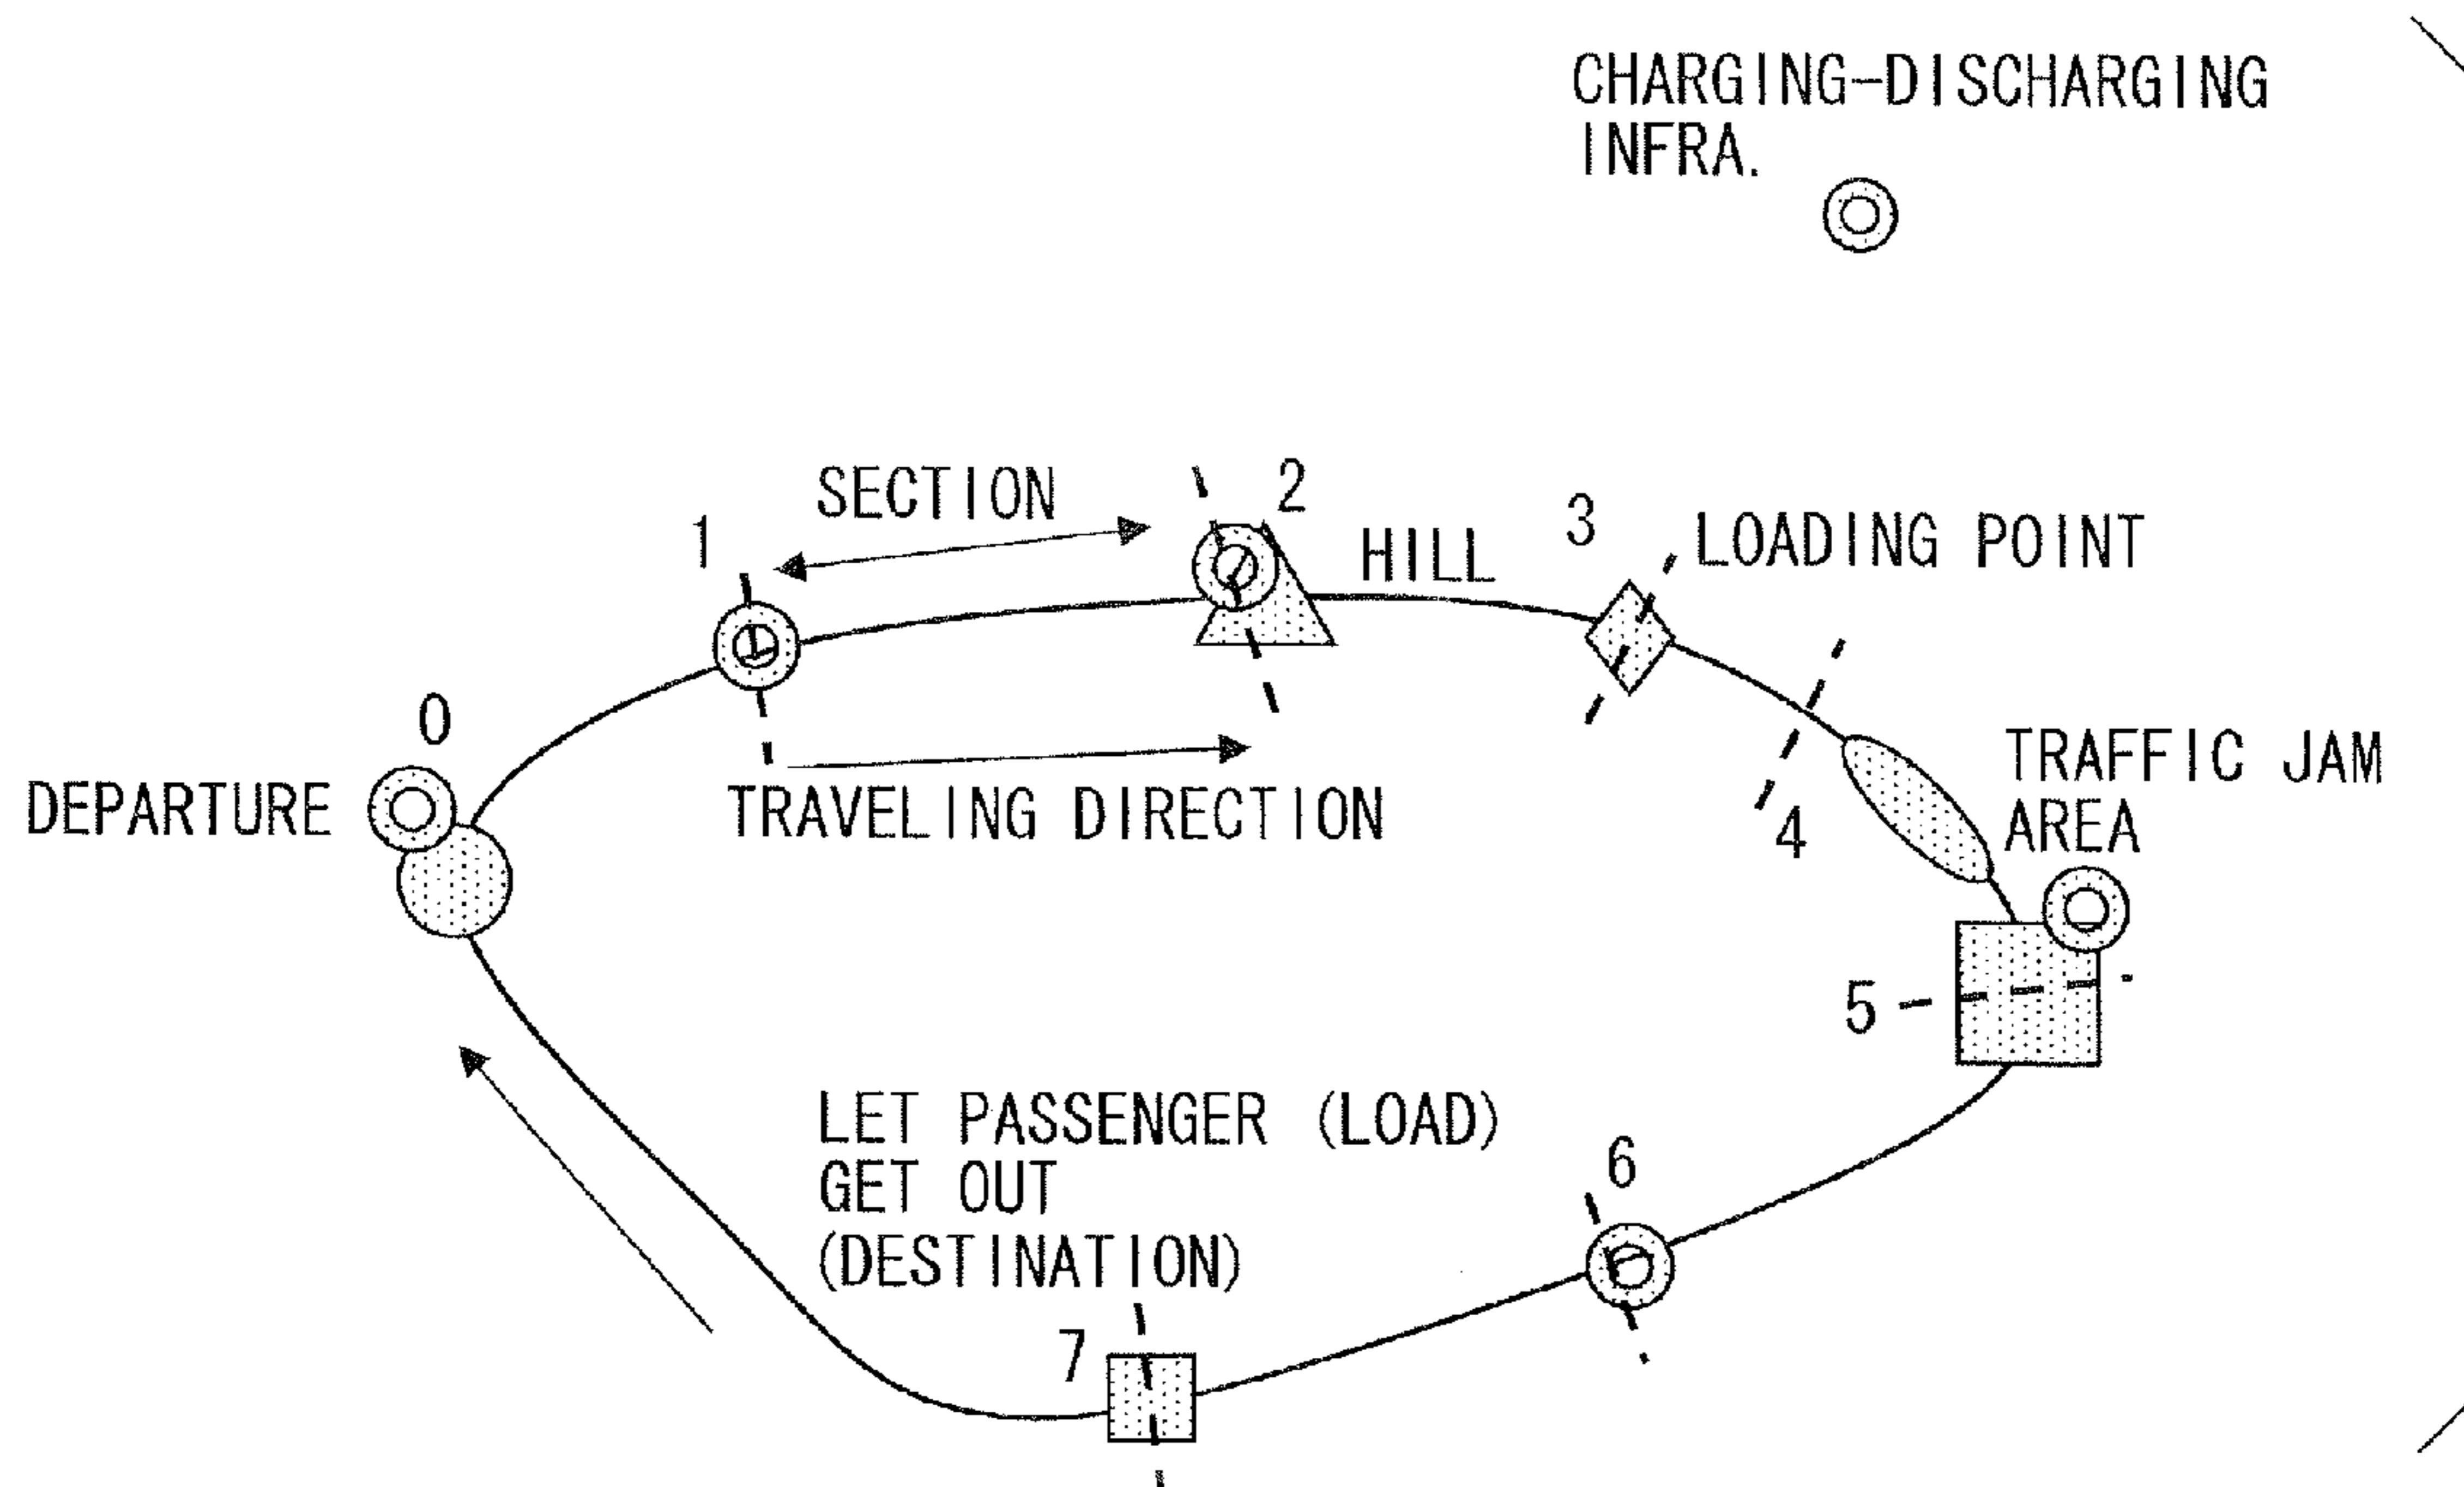 CHARGING-DISCHARGING
INFRA.
SECTION
1
2
HILL
3
LOADING POINT
0
DEPARTURE
TRAVELING DIRECTION
4
TRAFFIC JAM
AREA
5
LET PASSENGER (LOAD)
GET OUT
(DESTINATION)
6
7